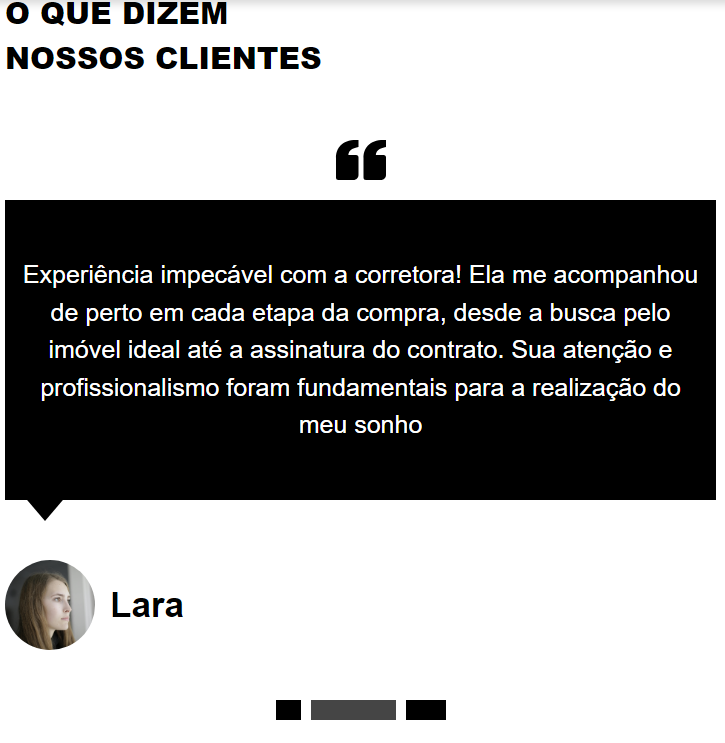 O QUE DIZEM
NOSSOS CLIENTES
“
Experiência impecável com a corretora! Ela me acompanhou
de perto em cada etapa da compra, desde a busca pelo
imóvel ideal até a assinatura do contrato. Sua atenção e
profissionalismo foram fundamentais para a realização do
meu sonho
Lara